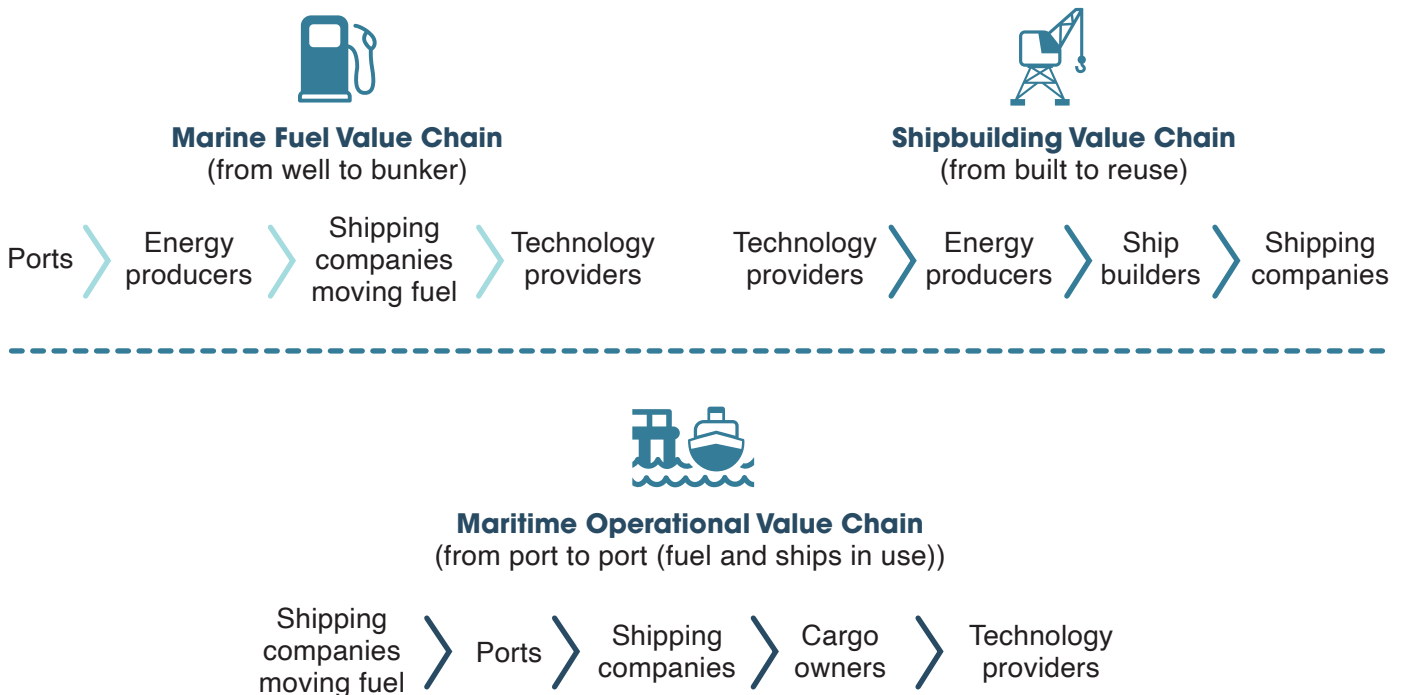 Marine Fuel Value Chain
(from well to bunker)
Ports
Energy
producers
Shipping
companies
moving fuel
Technology
providers
Shipbuilding Value Chain
(from built to reuse)
Technology
providers
Energy
producers
Ship
builders
Shipping
companies
Maritime Operational Value Chain
(from port to port (fuel and ships in use))
Shipping
companies
moving fuel
Ports
Shipping
companies
Cargo
owners
Technology
providers